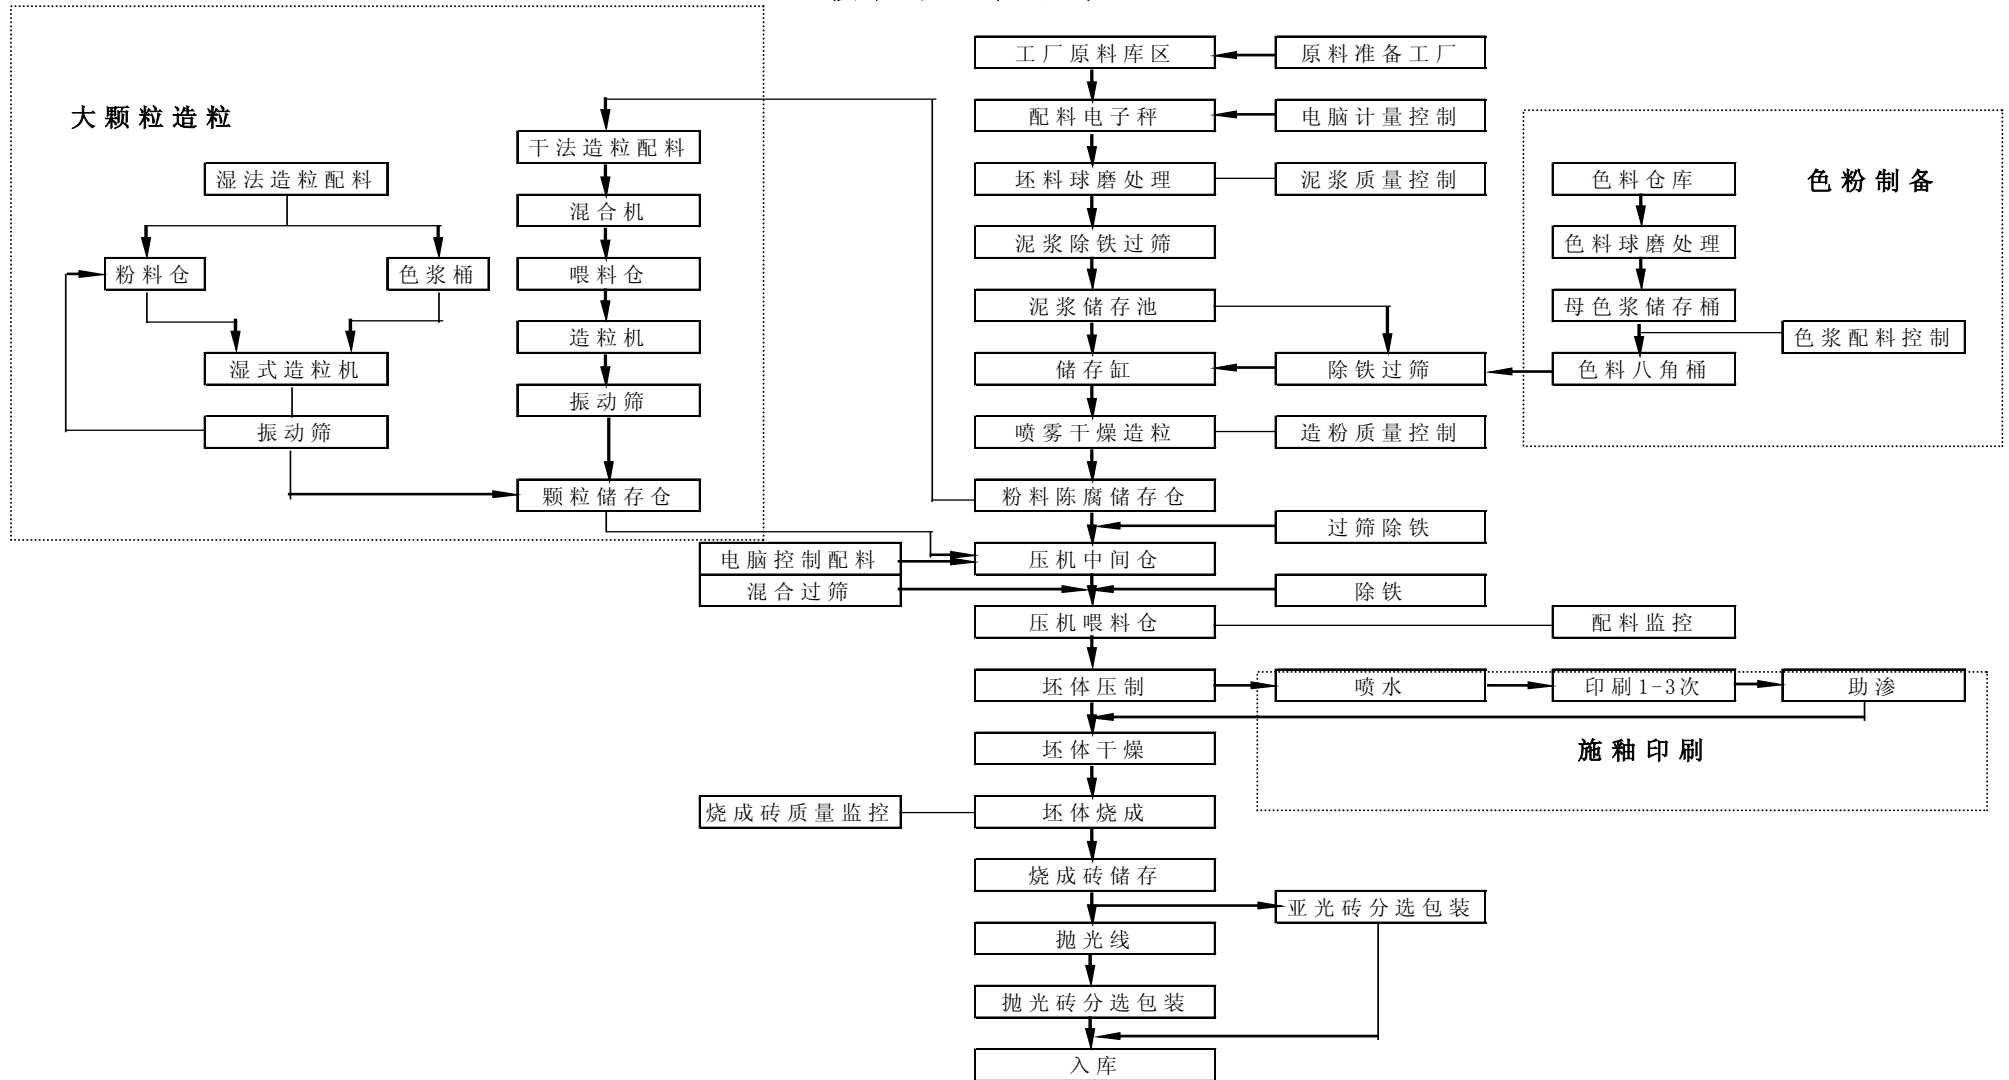 工厂原料库区
原料准备工厂
大颗粒造粒
配料电子秤
电脑计量控制
干法造粒配料
湿法造粒配料
坯料球磨处理
泥浆质量控制
色料仓库
色粉制备
混合机
泥浆除铁过筛
色料球磨处理
粉料仓
色浆桶
喂料仓
泥浆储存池
母色浆储存桶
造粒机
色浆配料控制
湿式造粒机
储存缸
除铁过筛
色料八角桶
振动筛
振动筛
喷雾干燥造粒
造粉质量控制
颗粒储存仓
粉料陈腐储存仓
过筛除铁
电脑控制配料
压机中间仓
混合过筛
除铁
压机喂料仓
配料监控
坯体压制
喷水
印刷1-3次
助渗
坯体干燥
施釉印刷
烧成砖质量监控
坯体烧成
烧成砖储存
亚光砖分选包装
抛光线
抛光砖分选包装
入库